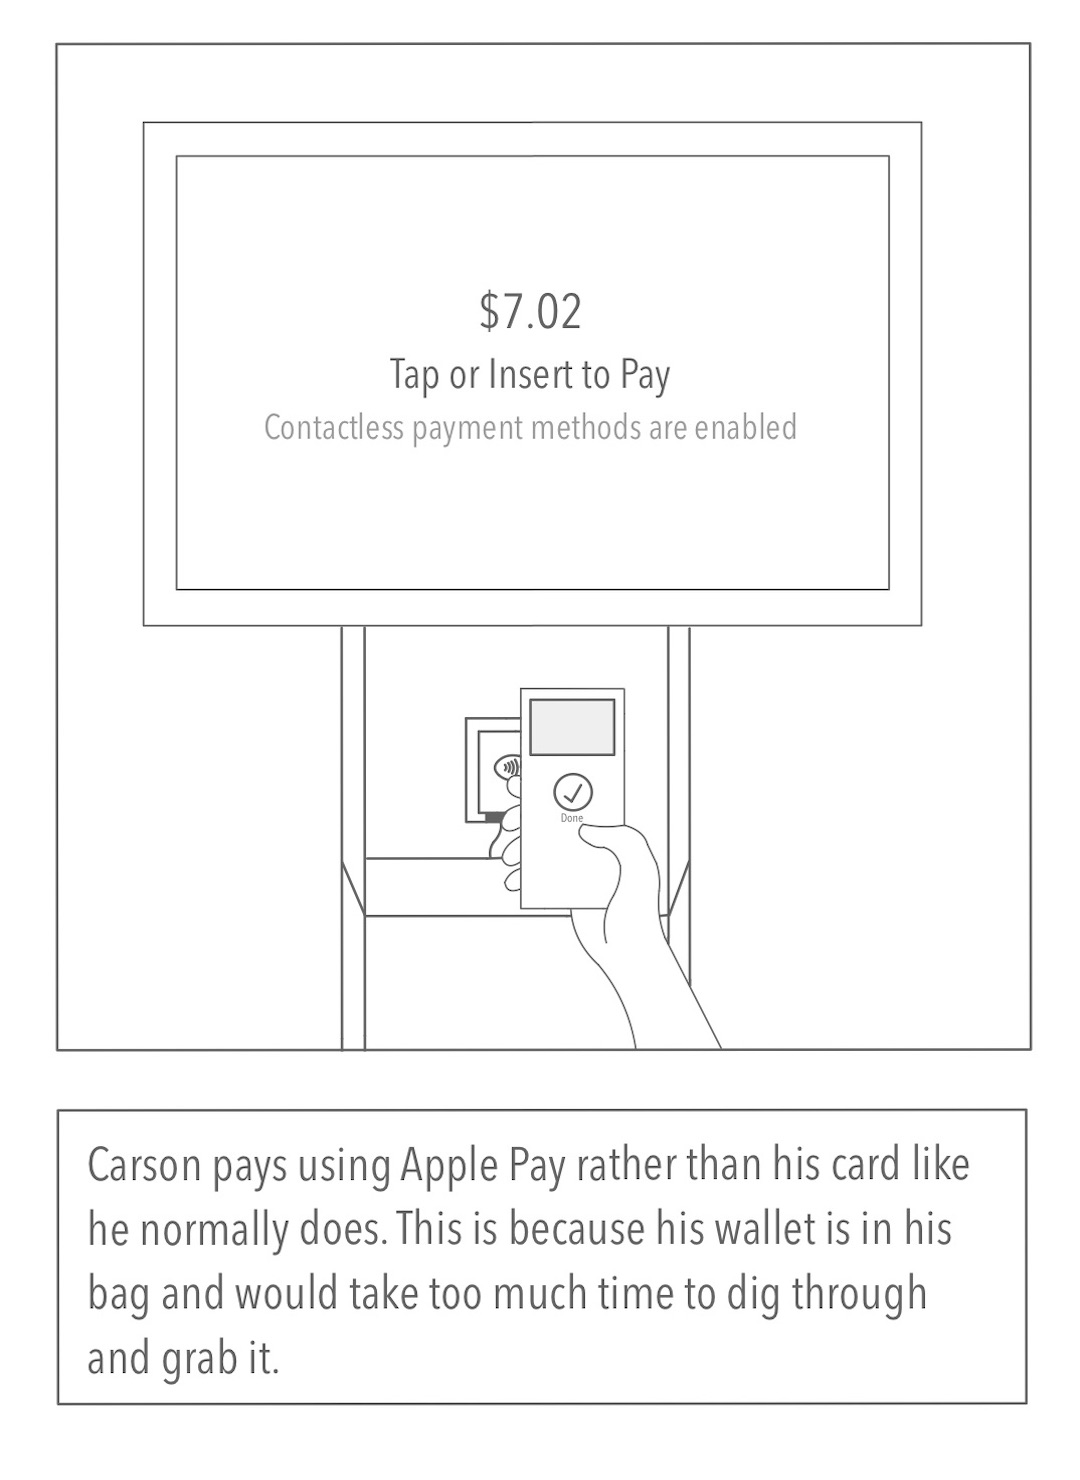 $7.02
Tap or Insert to Pay
Contactless payment methods are enabled
Done
Carson pays using Apple Pay rather than his card like
he normally does. This is because his wallet is in his
bag and would take too much time to dig through
and grab it.